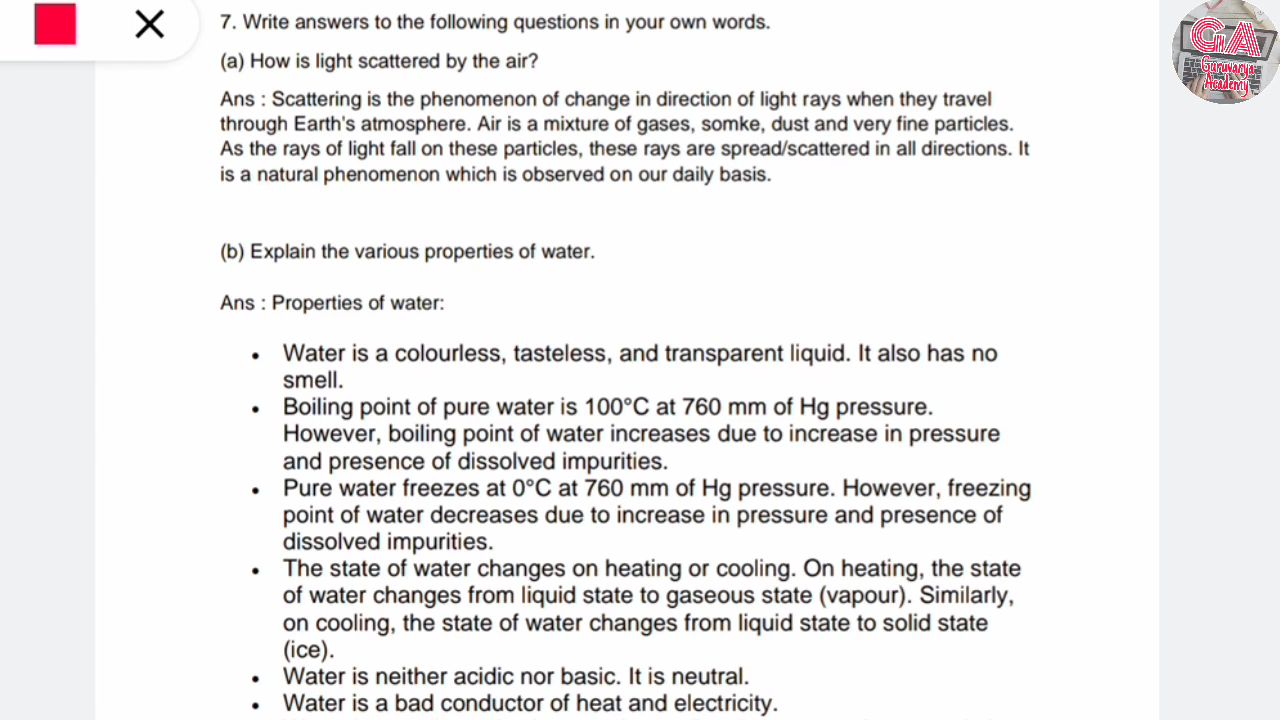 7. Write answers to the following questions in your own words.
(a) How is light scattered by the air?
Ans : Scattering is the phenomenon of change in direction of light rays when they travel
through Earth's atmosphere. Air is a mixture of gases, somke, dust and very fine particles.
As the rays of light fall on these particles, these rays are spread/scattered in all directions. It
is a natural phenomenon which is observed on our daily basis.
(b) Explain the various properties of water.
Ans : Properties of water:
• Water is a colourless, tasteless, and transparent liquid. It also has no
smell.
• Boiling point of pure water is 100°C at 760 mm of Hg pressure.
However, boiling point of water increases due to increase in pressure
and presence of dissolved impurities.
• Pure water freezes at 0°C at 760 mm of Hg pressure. However, freezing
point of water decreases due to increase in pressure and presence of
dissolved impurities.
• The state of water changes on heating or cooling. On heating, the state
of water changes from liquid state to gaseous state (vapour). Similarly,
on cooling, the state of water changes from liquid state to solid state
(ice).
• Water is neither acidic nor basic. It is neutral.
• Water is a bad conductor of heat and electricity.
GA
Academy